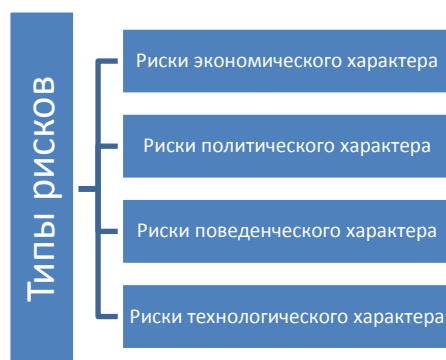 Типы рисков
Риски экономического характера
Риски политического характера
Риски поведенческого характера
Риски технологического характера